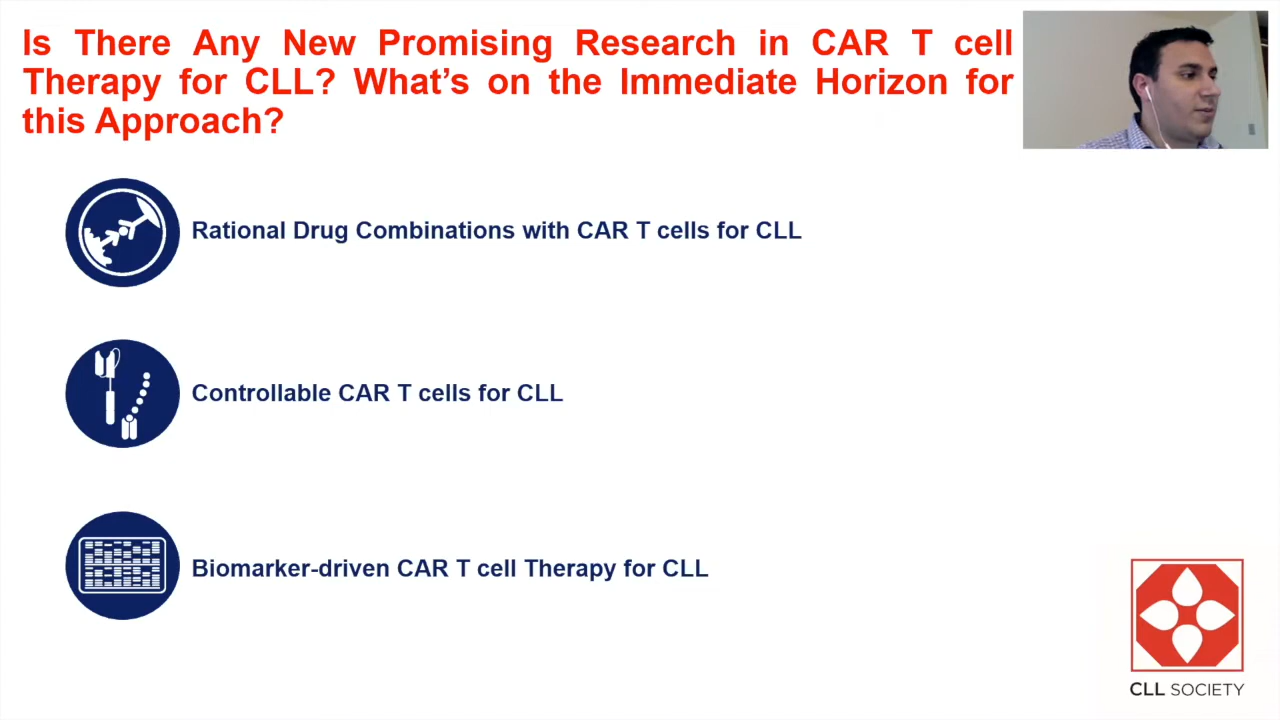 Is There Any New Promising Research in CAR T cell
Therapy for CLL? What's on the Immediate Horizon for
this Approach?
Rational Drug Combinations with CAR T cells for CLL
Controllable CAR T cells for CLL
Biomarker-driven CAR T cell Therapy for CLL
CLL SOCIETY